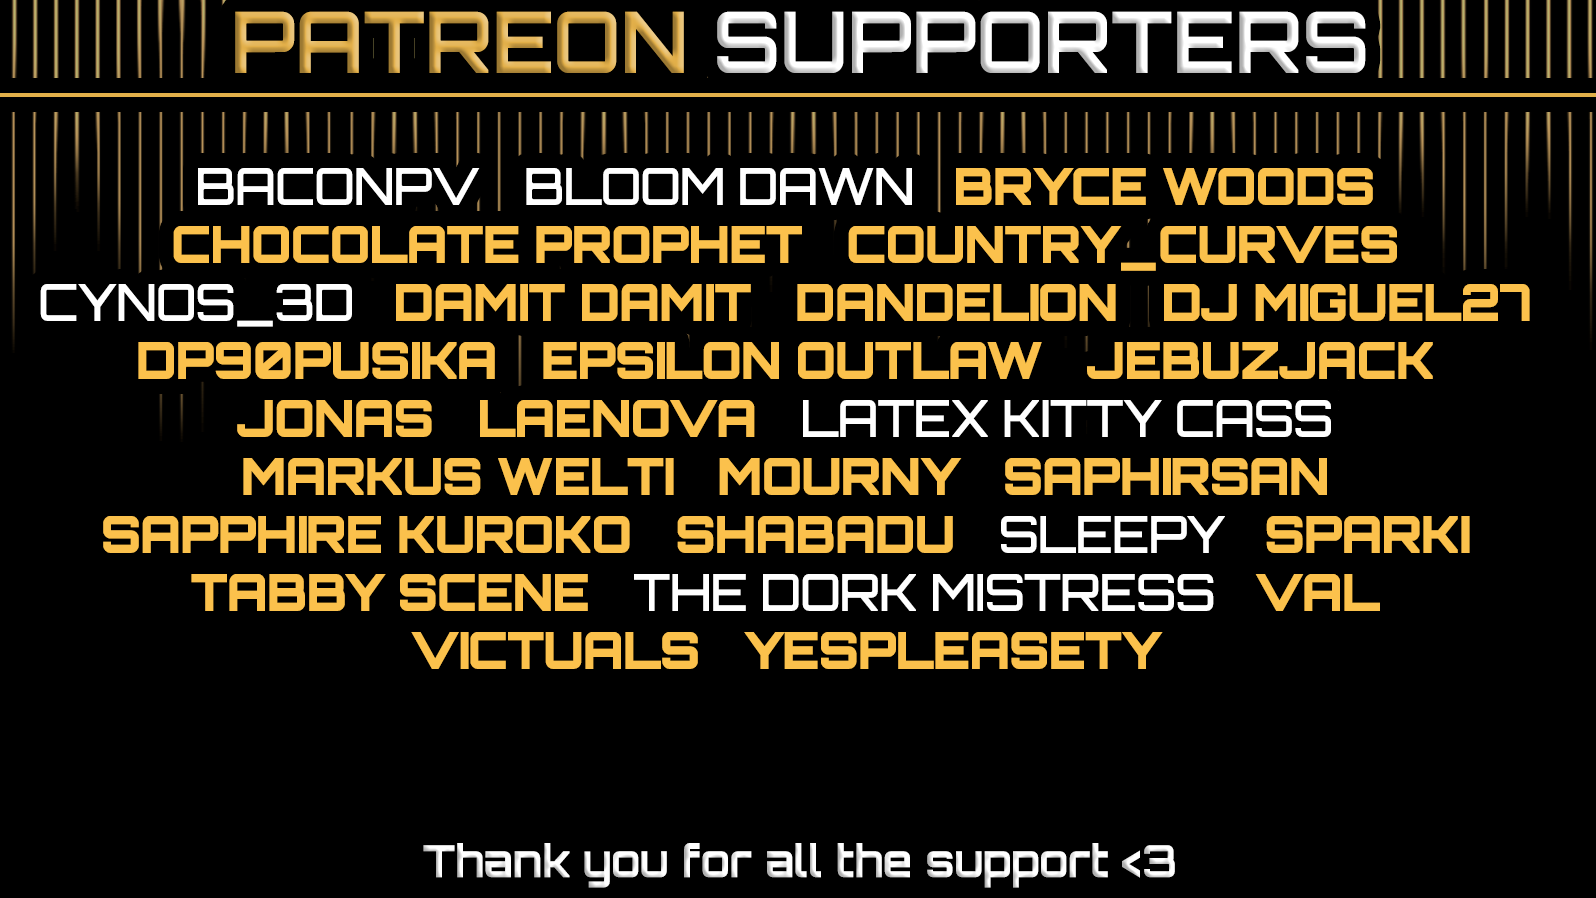 PATREON SUPPORTERS
BACONPV BLOOM DAWN BRYCE WOODS
CHOCOLATE PROPHET COUNTRY_CURVES
CYNOS_3D DAMIT DAMIT DANDELION DJ MIGUEL27
DP90PUSIKA EPSILON OUTLAW JEBUZJACK
JONAS LAENOVA LATEX KITTY CASS
MARKUS WELTI MOURNY SAPHIRSAN
SAPPHIRE KUROKO SHABADU SLEEPY SPARKI
TABBY SCENE THE DORK MISTRESS VAL
VICTUALS YESPLEASETY
Thank you for all the support <3